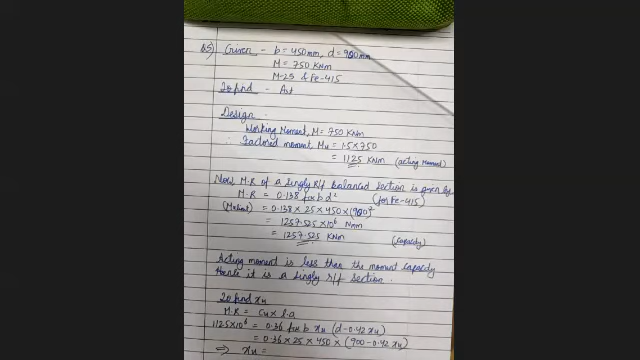 Q5) Given - b = 450mm, d = 900mm
M = 750 KNm
M-25 & Fe-415
To find - Ast
Design :
Working Moment, M = 750 KNm
∴ Factored moment Mu = 1.5×750
= 1125 KNm (acting Moment)
Now, M.R of a singly R/f balanced section is given by
M.R = 0.138 fck b d² (for Fe-415)
(Mulimit) = 0.138 × 25 × 450 × (900)²
= 1257.525 ×10⁶ Nmm
= 1257.525 KNm (capacity)
Acting moment is less than the moment capacity
Hence it is a singly r/f section.
To find xu
M.R = Cu × l.a
1125×10⁶ = 0.36 fck b xu (d-0.42 xu)
= 0.36 × 25 × 450 × (900-0.42 xu)
⇒ xu =